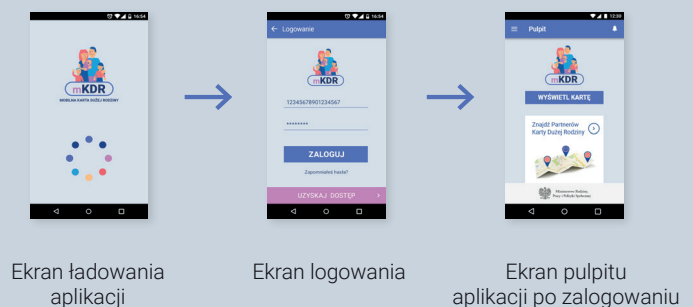 16:54
mKDR
MOBILNA KARTA DUŻEJ RODZINY
16:54
Logowanie
mKDR
12345678901234567
********
ZALOGUJ
Zapomniałeś hasła?
UZYSKAJ DOSTĘP
12:30
Pulpit
mKDR
WYŚWIETL KARTĘ
Znajdź Partnerów
Karty Dużej Rodziny
Ministerstwo Rodziny,
Pracy i Polityki Społecznej
Ekran ładowania
aplikacji
Ekran logowania
Ekran pulpitu
aplikacji po zalogowaniu